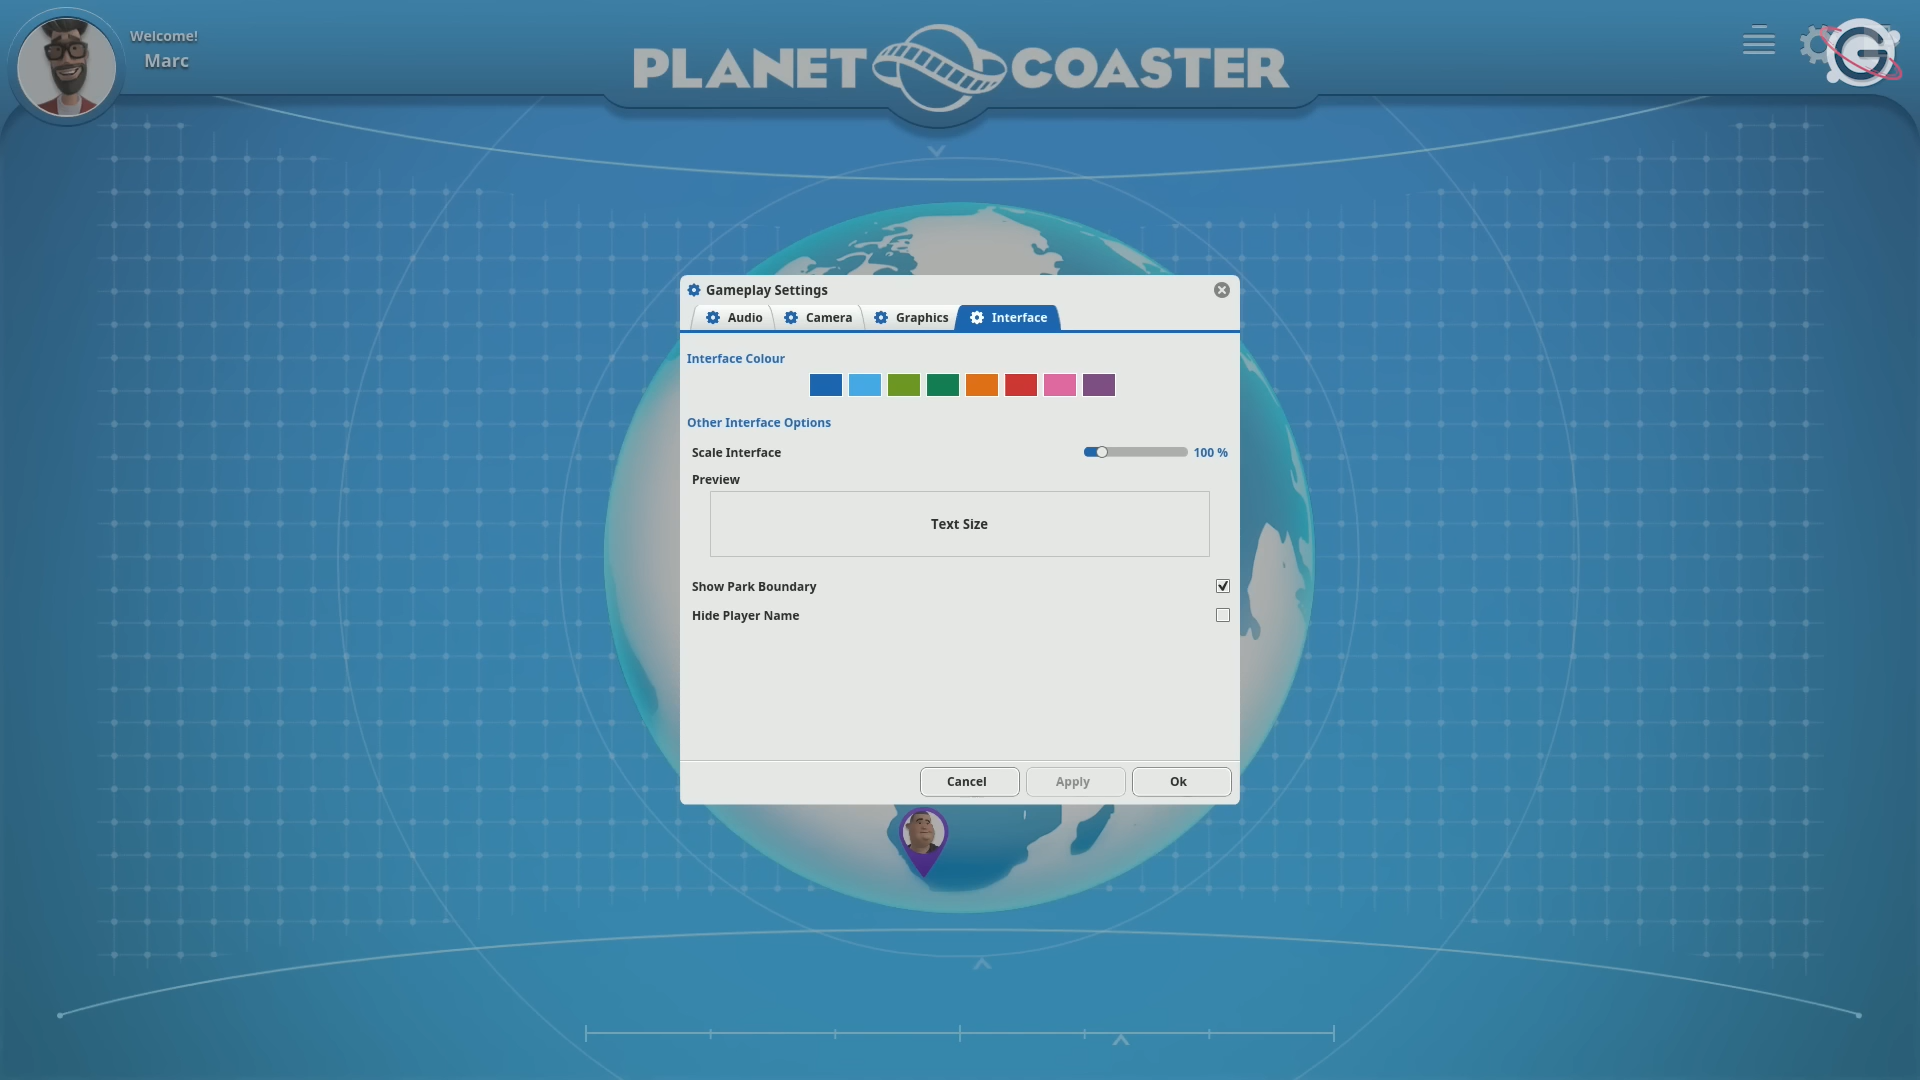 Welcome!
Marc
PLANET COASTER
Gameplay Settings
Audio
Camera
Graphics
Interface
Interface Colour
Other Interface Options
Scale Interface
100 %
Preview
Text Size
Show Park Boundary
Hide Player Name
Cancel
Apply
Ok